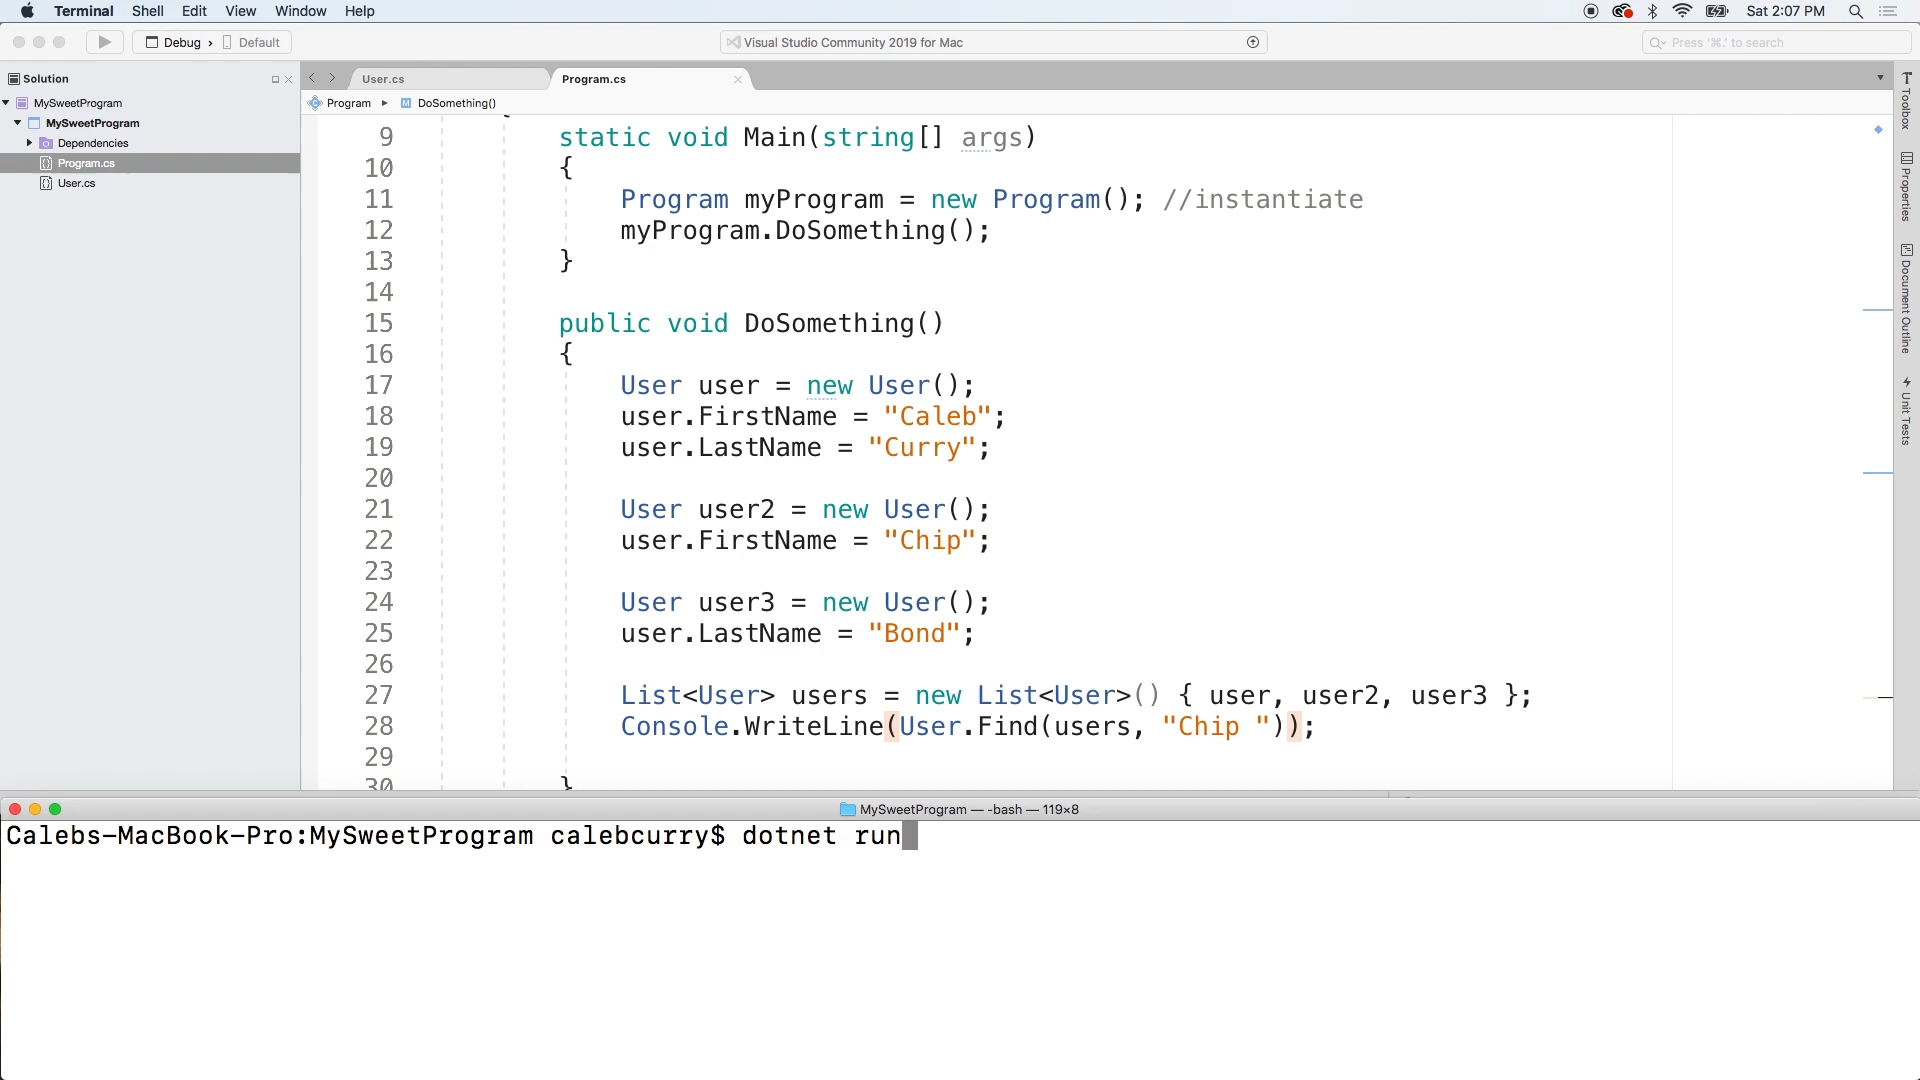 Terminal Shell Edit View Window Help Sat 2:07 PM
Debug › Default Visual Studio Community 2019 for Mac Press '⌘.' to search
Solution
MySweetProgram
MySweetProgram
Dependencies
Program.cs
User.cs
User.cs Program.cs
Program ▸ DoSomething()
9 static void Main(string[] args)
10 {
11 Program myProgram = new Program(); //instantiate
12 myProgram.DoSomething();
13 }
14
15 public void DoSomething()
16 {
17 User user = new User();
18 user.FirstName = "Caleb";
19 user.LastName = "Curry";
20
21 User user2 = new User();
22 user.FirstName = "Chip";
23
24 User user3 = new User();
25 user.LastName = "Bond";
26
27 List<User> users = new List<User>() { user, user2, user3 };
28 Console.WriteLine(User.Find(users, "Chip "));
29
30 }
Toolbox
Properties
Document Outline
Unit Tests
MySweetProgram — -bash — 119×8
Calebs-MacBook-Pro:MySweetProgram calebcurry$ dotnet run